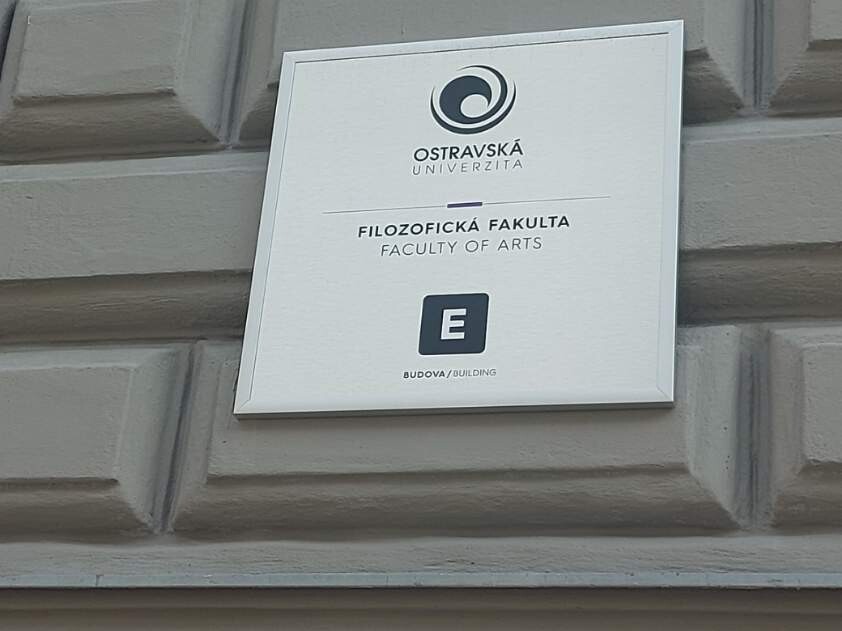 OSTRAVSKÁ
UNIVERZITA
FILOZOFICKÁ FAKULTA
FACULTY OF ARTS
E
BUDOVA/BUILDING